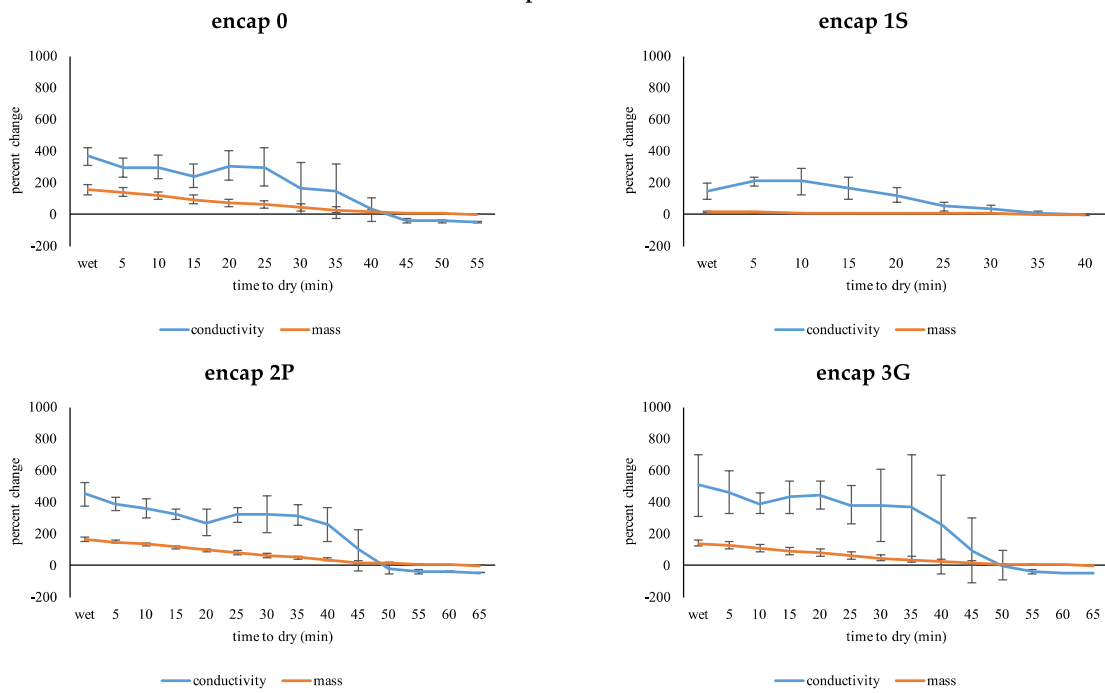 encap 0
1000
800
600
400
200
0
-200
percent change
wet 5 10 15 20 25 30 35 40 45 50 55
time to dry (min)
conductivity mass
encap 1S
1000
800
600
400
200
0
-200
percent change
wet 5 10 15 20 25 30 35 40
time to dry (min)
conductivity mass
encap 2P
1000
800
600
400
200
0
-200
percent change
wet 5 10 15 20 25 30 35 40 45 50 55 60 65
time to dry (min)
conductivity mass
encap 3G
1000
800
600
400
200
0
-200
percent change
wet 5 10 15 20 25 30 35 40 45 50 55 60 65
time to dry (min)
conductivity mass